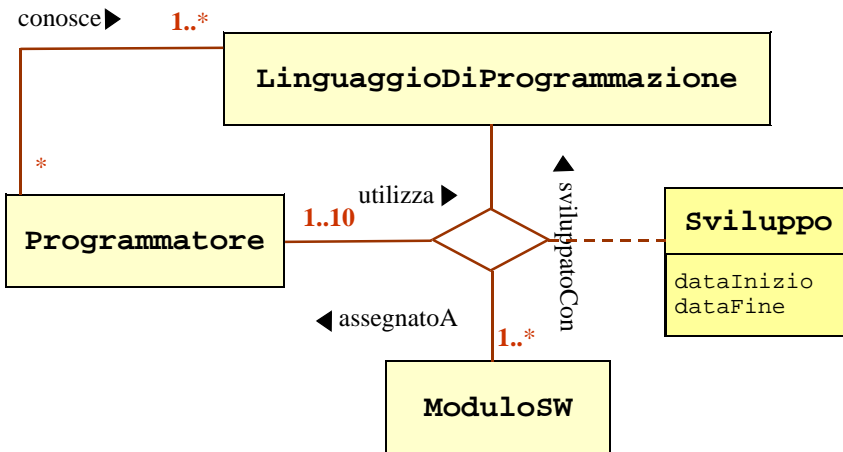 conosce
1..*
LinguaggioDiProgrammazione
*
utilizza
sviluppatoCon
1..10
Programmatore
Sviluppo
dataInizio
dataFine
assegnatoA
1..*
ModuloSW